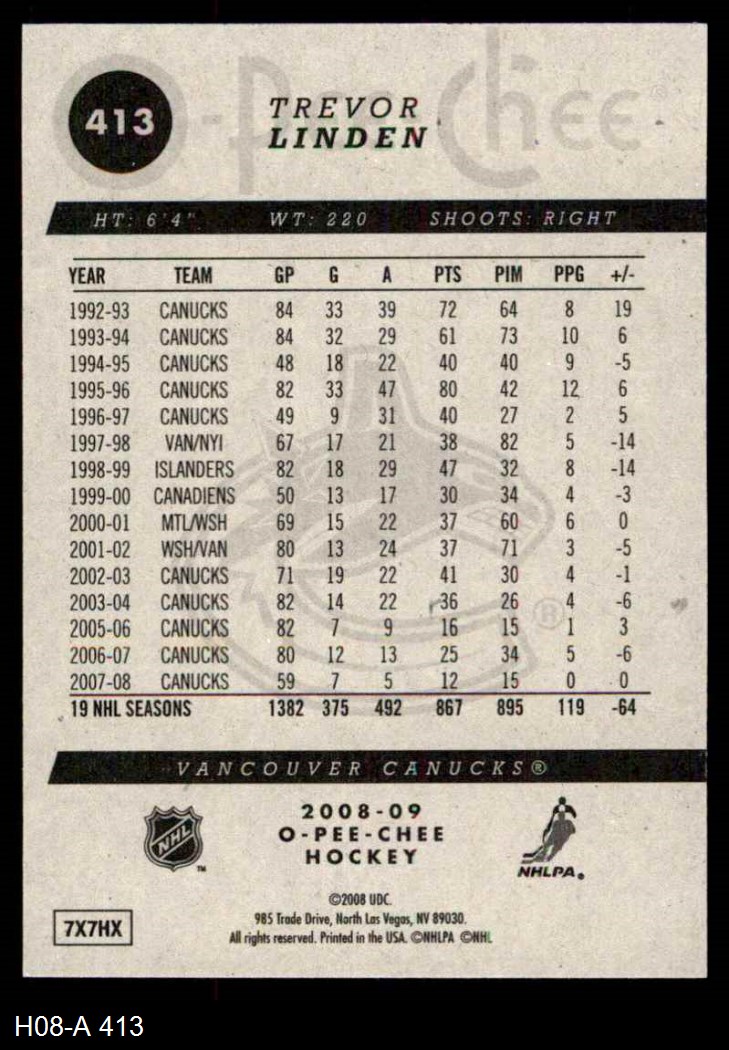 O-Pee-Chee®
413
TREVOR
LINDEN
HT: 6'4" WT: 220 SHOOTS: RIGHT
YEAR TEAM GP G A PTS PIM PPG +/-
1992-93 CANUCKS 84 33 39 72 64 8 19
1993-94 CANUCKS 84 32 29 61 73 10 6
1994-95 CANUCKS 48 18 22 40 40 9 -5
1995-96 CANUCKS 82 33 47 80 42 12 6
1996-97 CANUCKS 49 9 31 40 27 2 5
1997-98 VAN/NYI 67 17 21 38 82 5 -14
1998-99 ISLANDERS 82 18 29 47 32 8 -14
1999-00 CANADIENS 50 13 17 30 34 4 -3
2000-01 MTL/WSH 69 15 22 37 60 6 0
2001-02 WSH/VAN 80 13 24 37 71 3 -5
2002-03 CANUCKS 71 19 22 41 30 4 -1
2003-04 CANUCKS 82 14 22 36 26 4 -6
2005-06 CANUCKS 82 7 9 16 15 1 3
2006-07 CANUCKS 80 12 13 25 34 5 -6
2007-08 CANUCKS 59 7 5 12 15 0 0
19 NHL SEASONS 1382 375 492 867 895 119 -64
®
VANCOUVER CANUCKS®
NHL ™
2008-09
O-PEE-CHEE
HOCKEY
NHLPA®
©2008 UDC.
985 Trade Drive, North Las Vegas, NV 89030.
All rights reserved. Printed in the USA. ©NHLPA ©NHL
7X7HX
H08-A 413